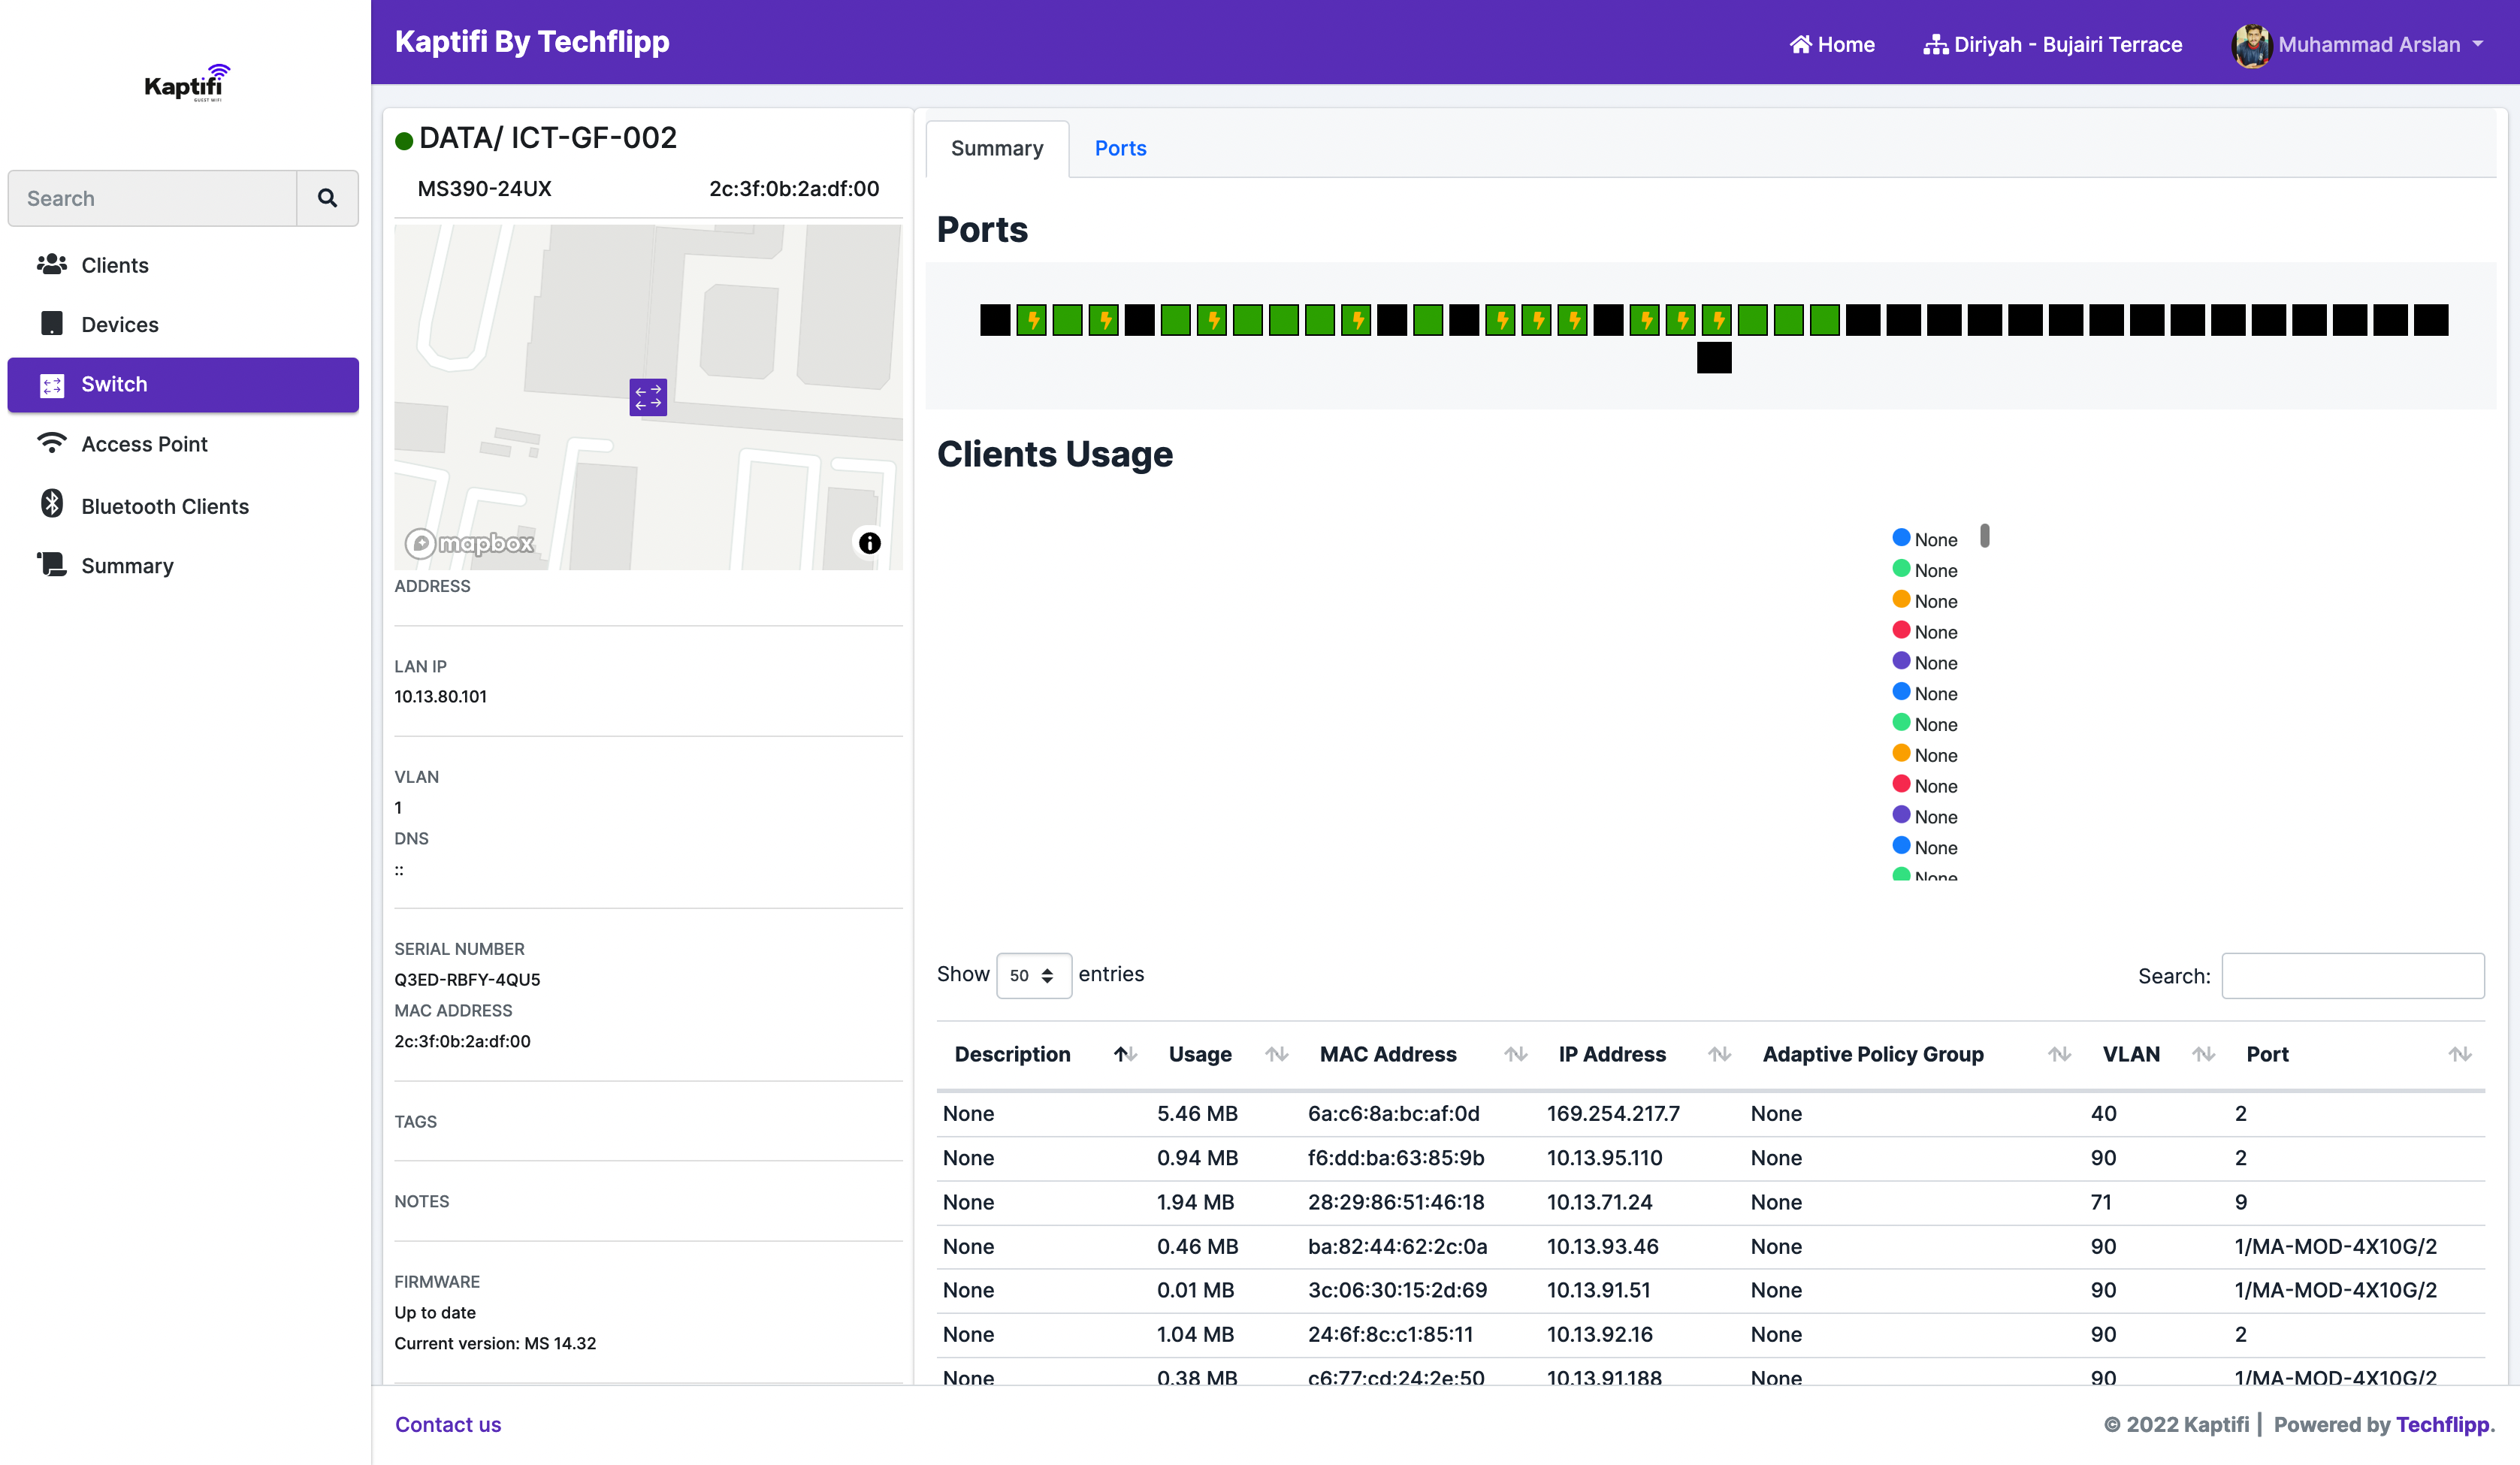 Kaptifi
GUEST WIFI
Search
Clients
Devices
Switch
Access Point
Bluetooth Clients
Summary
Kaptifi By Techflipp
Home
Diriyah - Bujairi Terrace
Muhammad Arslan
DATA/ ICT-GF-002
MS390-24UX 2c:3f:0b:2a:df:00
mapbox
ADDRESS
LAN IP
10.13.80.101
VLAN
1
DNS
::
SERIAL NUMBER
Q3ED-RBFY-4QU5
MAC ADDRESS
2c:3f:0b:2a:df:00
TAGS
NOTES
FIRMWARE
Up to date
Current version: MS 14.32
Summary Ports
Ports
Clients Usage
None
None
None
None
None
None
None
None
None
None
None
None
Show 50 entries
Search:
Description Usage MAC Address IP Address Adaptive Policy Group VLAN Port
None 5.46 MB 6a:c6:8a:bc:af:0d 169.254.217.7 None 40 2
None 0.94 MB f6:dd:ba:63:85:9b 10.13.95.110 None 90 2
None 1.94 MB 28:29:86:51:46:18 10.13.71.24 None 71 9
None 0.46 MB ba:82:44:62:2c:0a 10.13.93.46 None 90 1/MA-MOD-4X10G/2
None 0.01 MB 3c:06:30:15:2d:69 10.13.91.51 None 90 1/MA-MOD-4X10G/2
None 1.04 MB 24:6f:8c:c1:85:11 10.13.92.16 None 90 2
None 0.38 MB c6:77:cd:24:2e:50 10.13.91.188 None 90 1/MA-MOD-4X10G/2
Contact us
© 2022 Kaptifi | Powered by Techflipp.